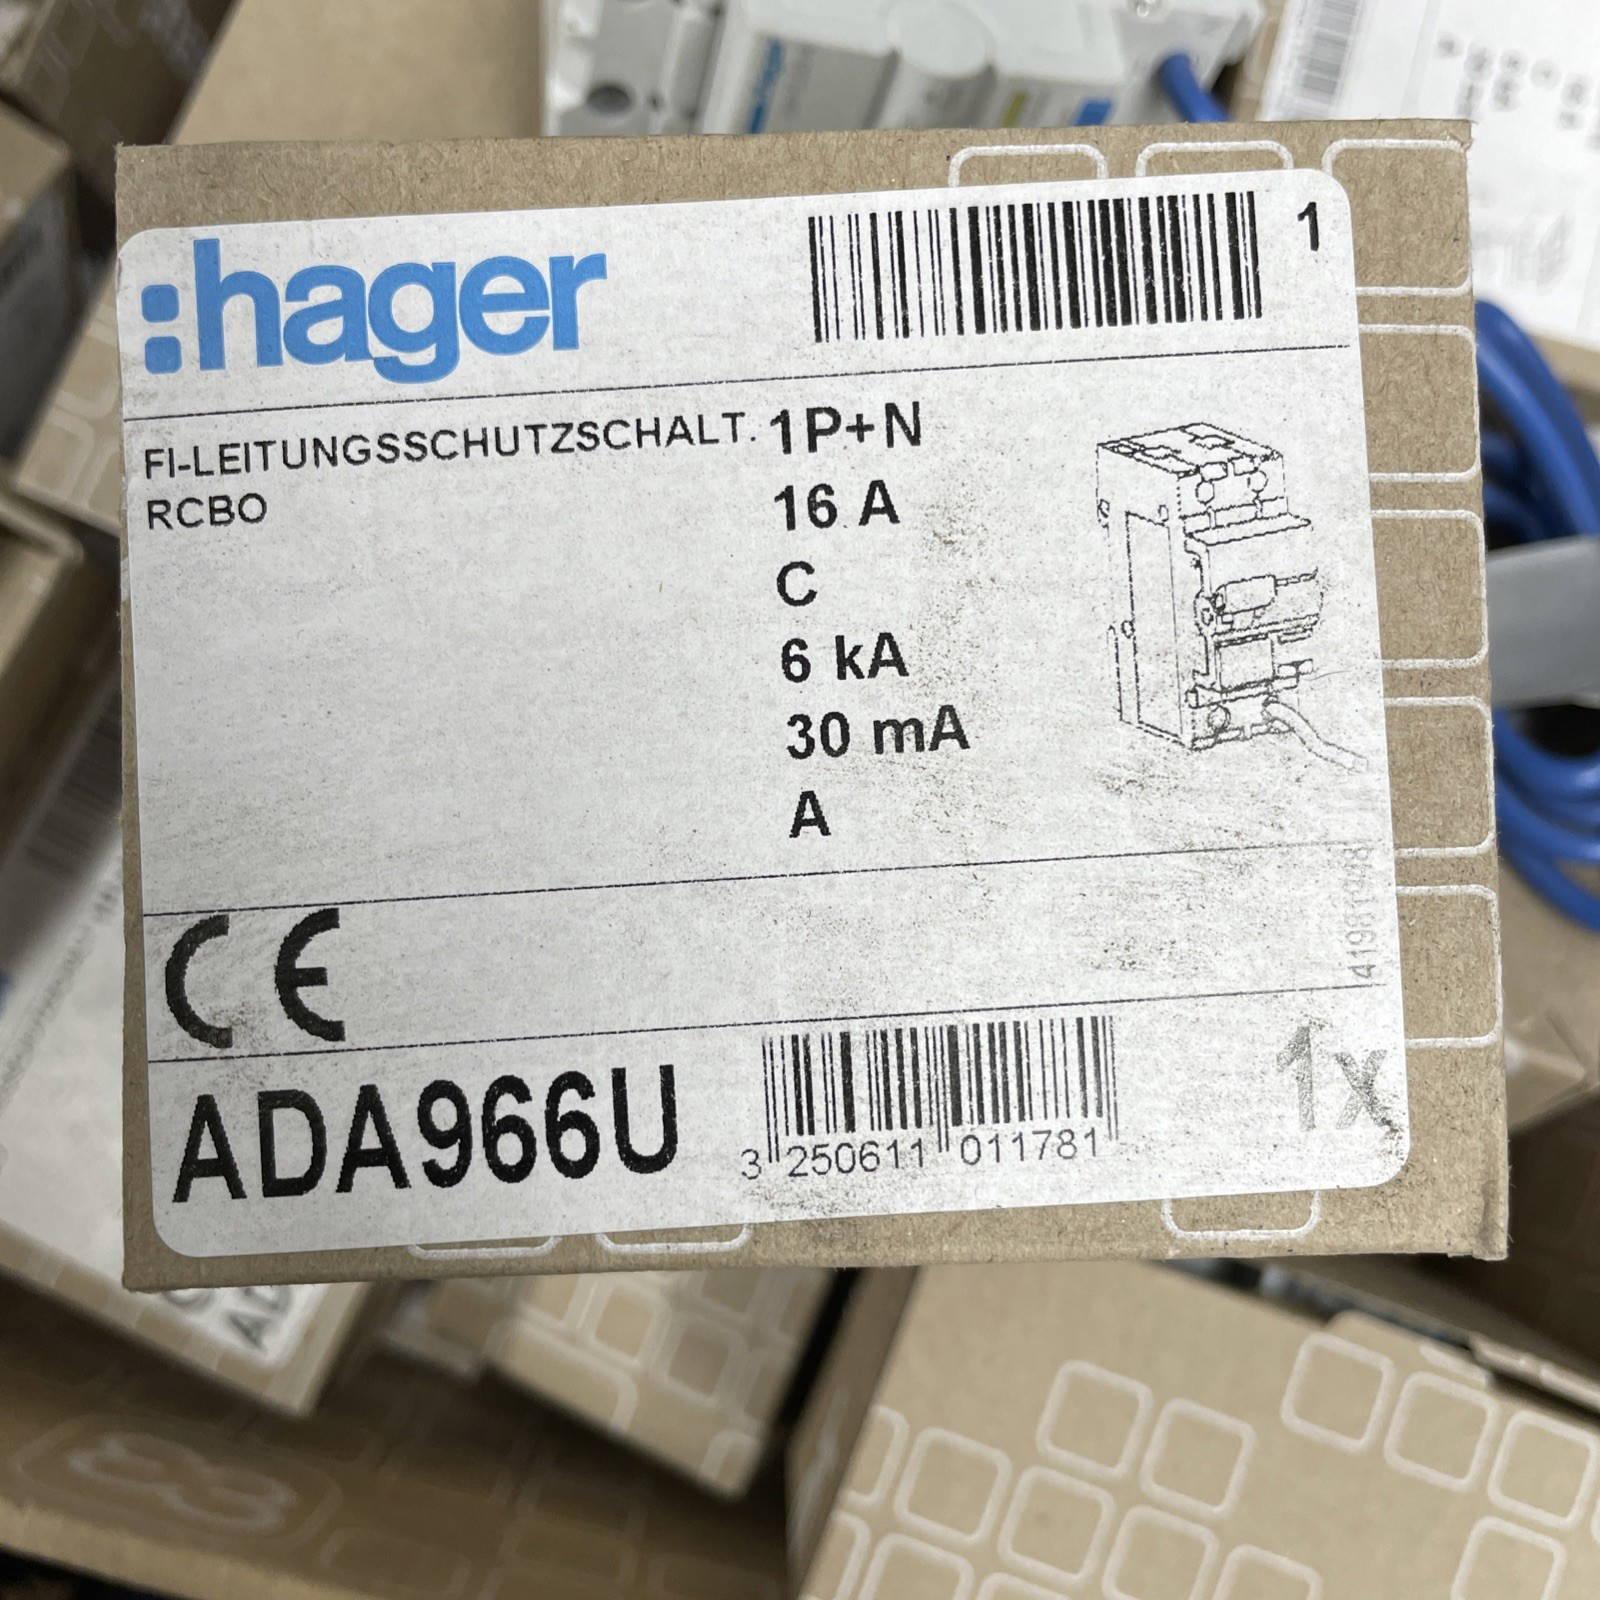 :hager
1
FI-LEITUNGSSCHUTZSCHALT. 1P+N
RCBO
16 A
C
6 kA
30 mA
A
41981948
CE
ADA966U
3 250611 011781
1x